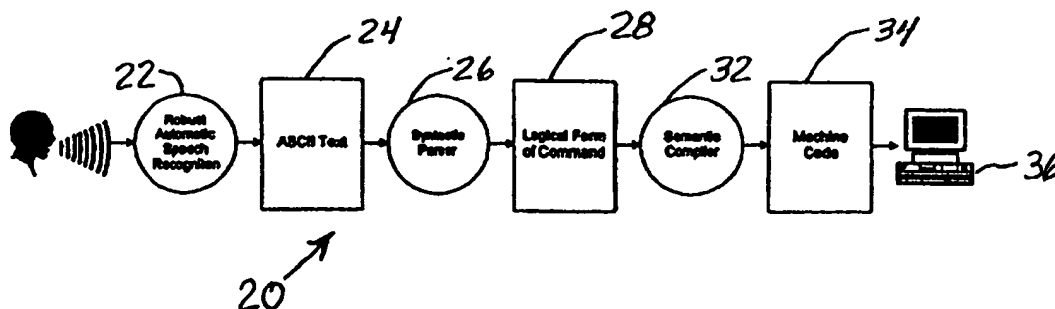 24
28
34
22
26
32
Robust
Automatic
Speech
Recognition
ASCII Text
Syntactic
Parser
Logical Form
of Command
Semantic
Compiler
Machine
Code
36
20